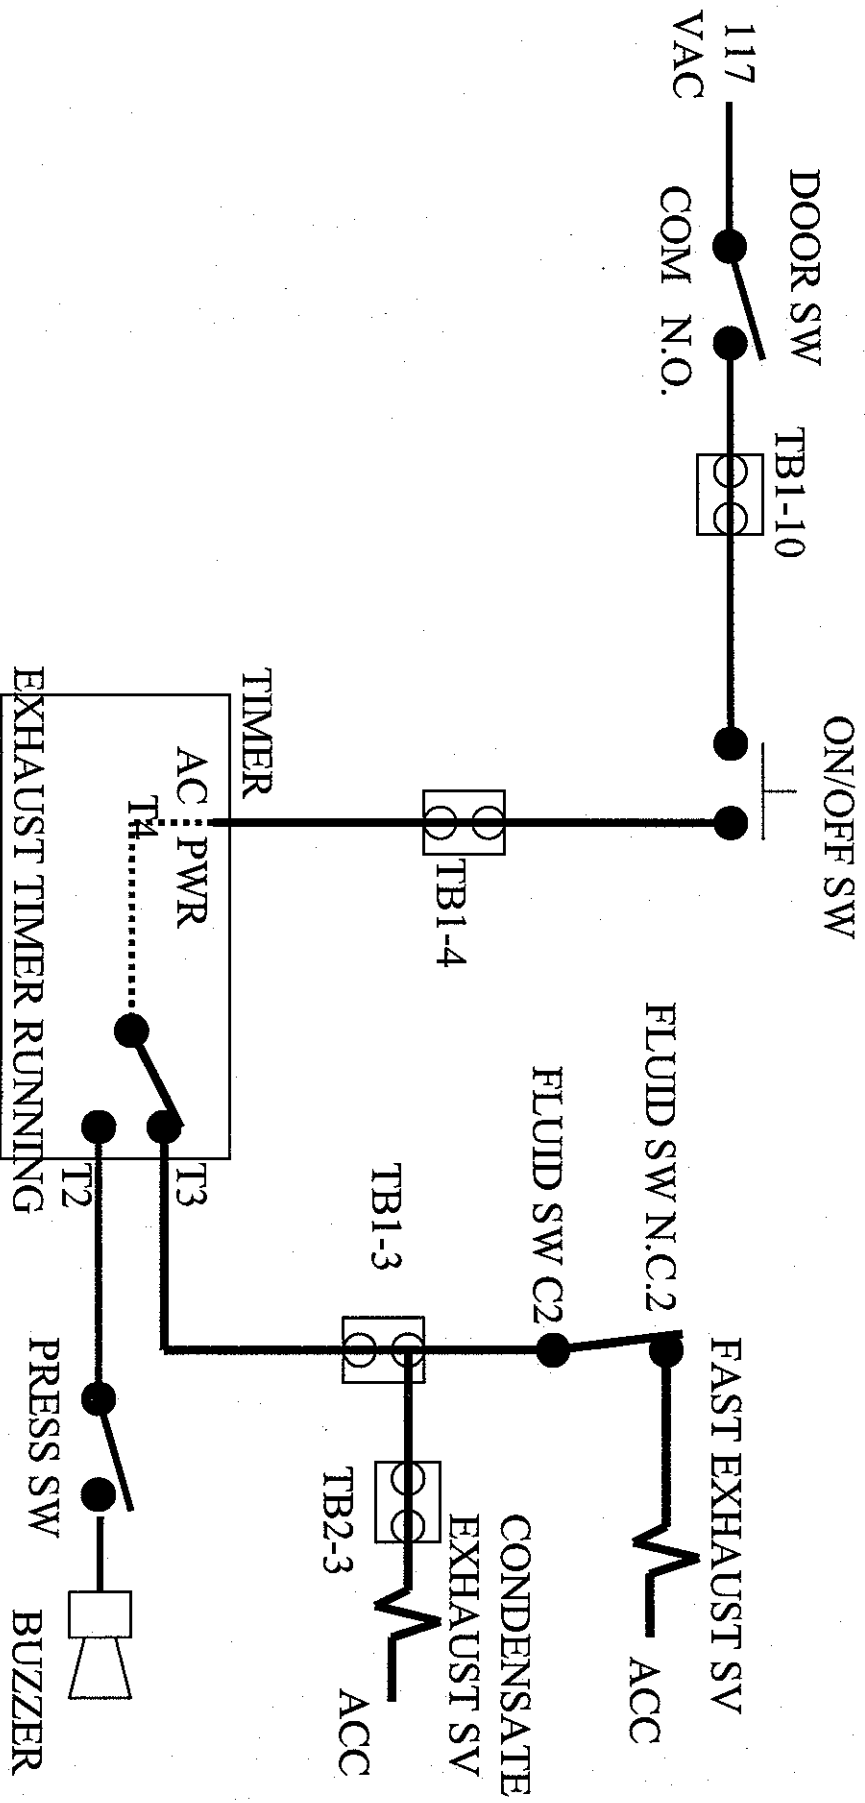 117
VAC
DOOR SW
COM N.O.
TB1-10
ON/OFF SW
TB1-4
TIMER
AC PWR
T4
EXHAUST TIMER RUNNING
T3
T2
TB1-3
FLUID SW C2
FLUID SW N.C.2
FAST EXHAUST SV
ACC
TB2-3
CONDENSATE
EXHAUST SV
ACC
PRESS SW
BUZZER